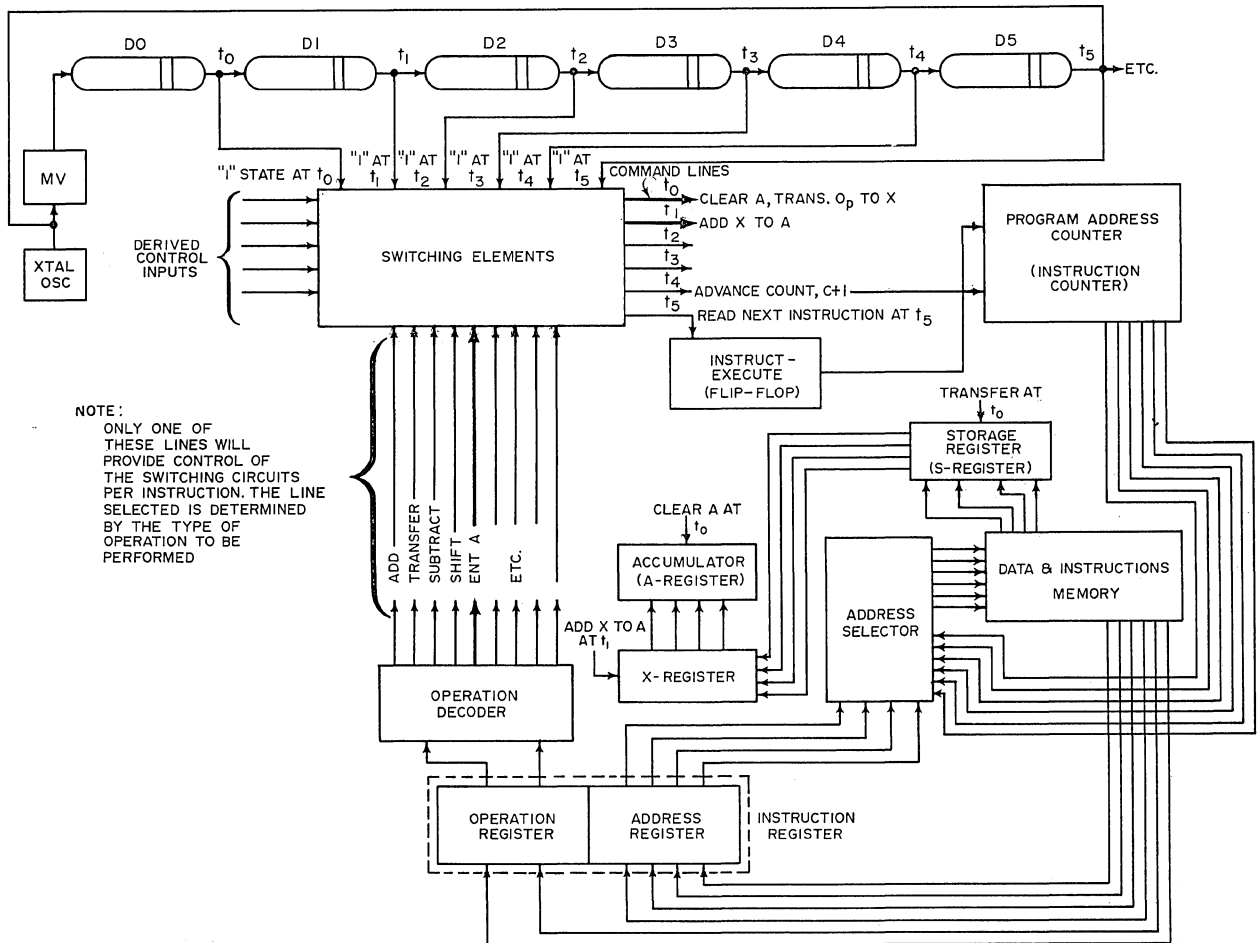 D0
t0
D1
t1
D2
t2
D3
t3
D4
t4
D5
t5
ETC.
MV
XTAL
OSC
"1" STATE AT t0
"1" AT
t1
"1" AT
t2
"1" AT
t3
"1" AT
t4
"1" AT
t5
COMMAND LINES
DERIVED
CONTROL
INPUTS
SWITCHING ELEMENTS
t0
CLEAR A, TRANS. Op TO X
t1
ADD X TO A
t2
t3
t4
ADVANCE COUNT, C+1
t5
READ NEXT INSTRUCTION AT t5
PROGRAM ADDRESS
COUNTER
(INSTRUCTION
COUNTER)
INSTRUCT-
EXECUTE
(FLIP-FLOP)
NOTE:
ONLY ONE OF
THESE LINES WILL
PROVIDE CONTROL OF
THE SWITCHING CIRCUITS
PER INSTRUCTION. THE LINE
SELECTED IS DETERMINED
BY THE TYPE OF
OPERATION TO BE
PERFORMED
ADD
TRANSFER
SUBTRACT
SHIFT
ENT A
ETC.
TRANSFER AT
t0
STORAGE
REGISTER
(S-REGISTER)
CLEAR A AT
t0
ACCUMULATOR
(A-REGISTER)
ADD X TO A
AT t1
X-REGISTER
ADDRESS
SELECTOR
DATA & INSTRUCTIONS
MEMORY
OPERATION
DECODER
OPERATION
REGISTER
ADDRESS
REGISTER
INSTRUCTION
REGISTER